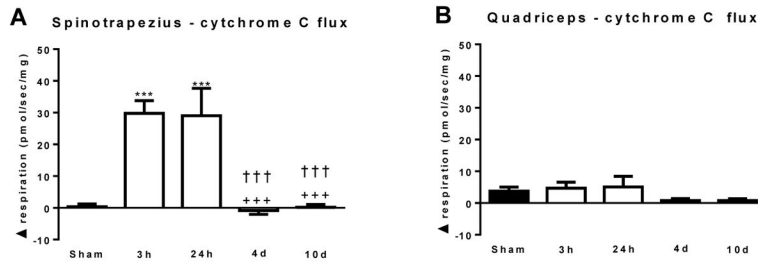 A
Spinotrapezius - cytchrome C flux
▲ respiration (pmol/sec/mg)
50
40
30
20
10
0
-10
***
***
†††
+++
†††
+++
Sham 3h 24h 4d 10d
B
Quadriceps - cytchrome C flux
▲ respiration (pmol/sec/mg)
50
40
30
20
10
0
-10
Sham 3h 24h 4d 10d